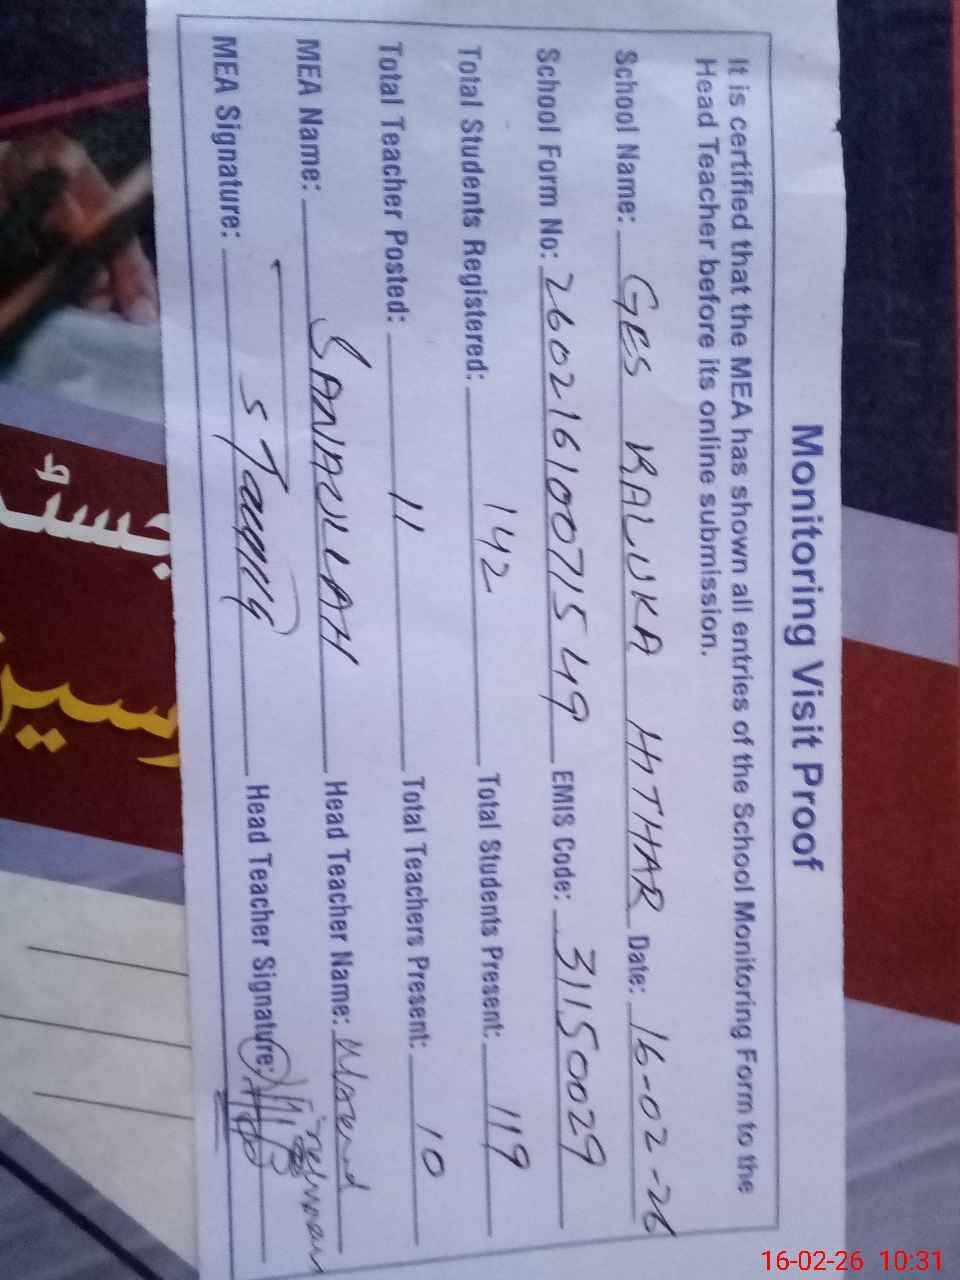 Monitoring Visit Proof
It is certified that the MEA has shown all entries of the School Monitoring Form to the
Head Teacher before its online submission.
School Name: GES KALUKA HITHAR Date: 16-02-26
School Form No: 26021610071549 EMIS Code: 31150029
Total Students Registered: 142 Total Students Present: 119
Total Teacher Posted: 11 Total Teachers Present: 10
MEA Name: SANAULLAH Head Teacher Name:
MEA Signature: Head Teacher Signature:
16-02-26 10:31